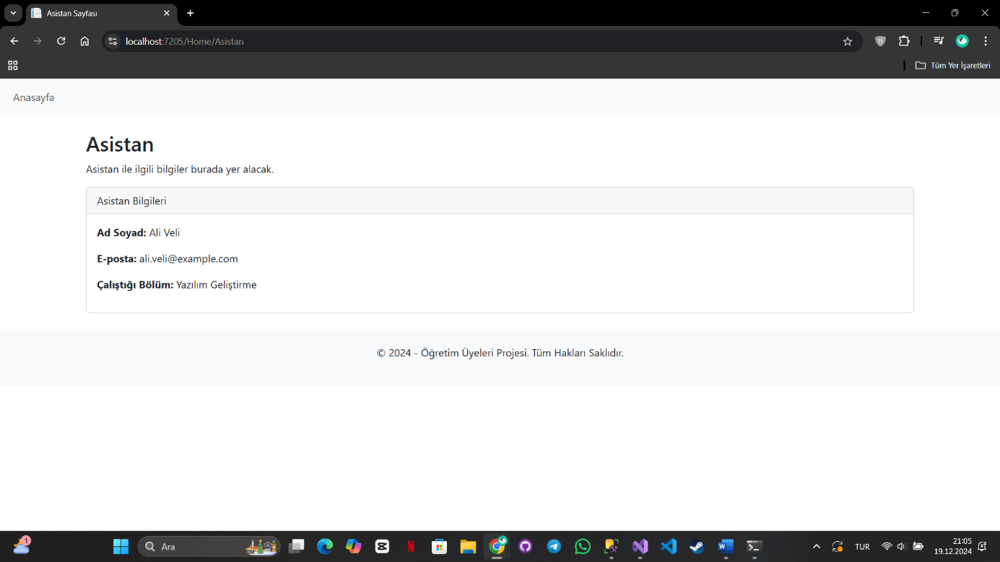 Asistan Sayfası
localhost:7205/Home/Asistan
Tüm Yer İşaretleri
Anasayfa
Asistan
Asistan ile ilgili bilgiler burada yer alacak.
Asistan Bilgileri
Ad Soyad: Ali Veli
E-posta: ali.veli@example.com
Çalıştığı Bölüm: Yazılım Geliştirme
© 2024 - Öğretim Üyeleri Projesi. Tüm Hakları Saklıdır.
1
Ara
TUR
21:05
19.12.2024